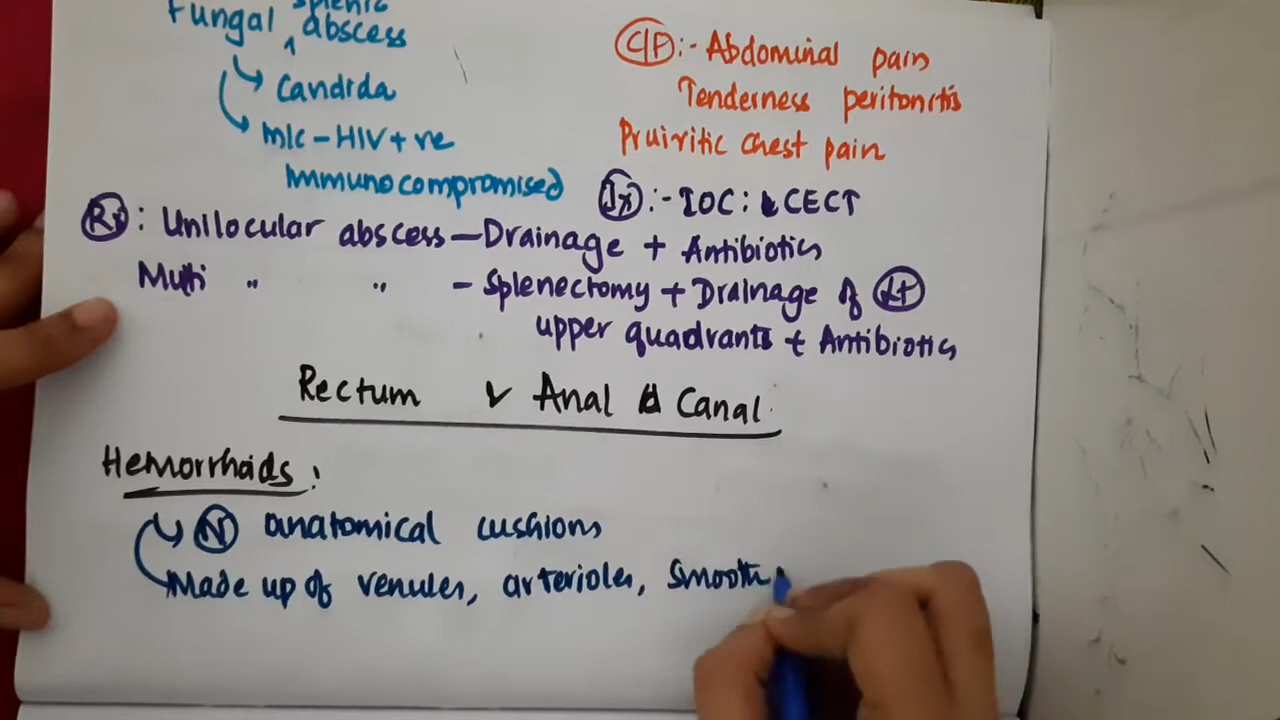 splenic
Fungal ^ abscess
Candida
m/c - HIV +ve
Immunocompromised
C/F :- Abdominal pain
Tenderness peritonitis
Pruiritic chest pain
Ix :- IOC: CECT
Rx : Unilocular abscess - Drainage + Antibiotics
Multi " " - Splenectomy + Drainage of Lt
upper quadrants + Antibiotics
Rectum Anal Canal
Hemorrhoids :
N anatomical cushions
Made up of venules, arterioles, smooth